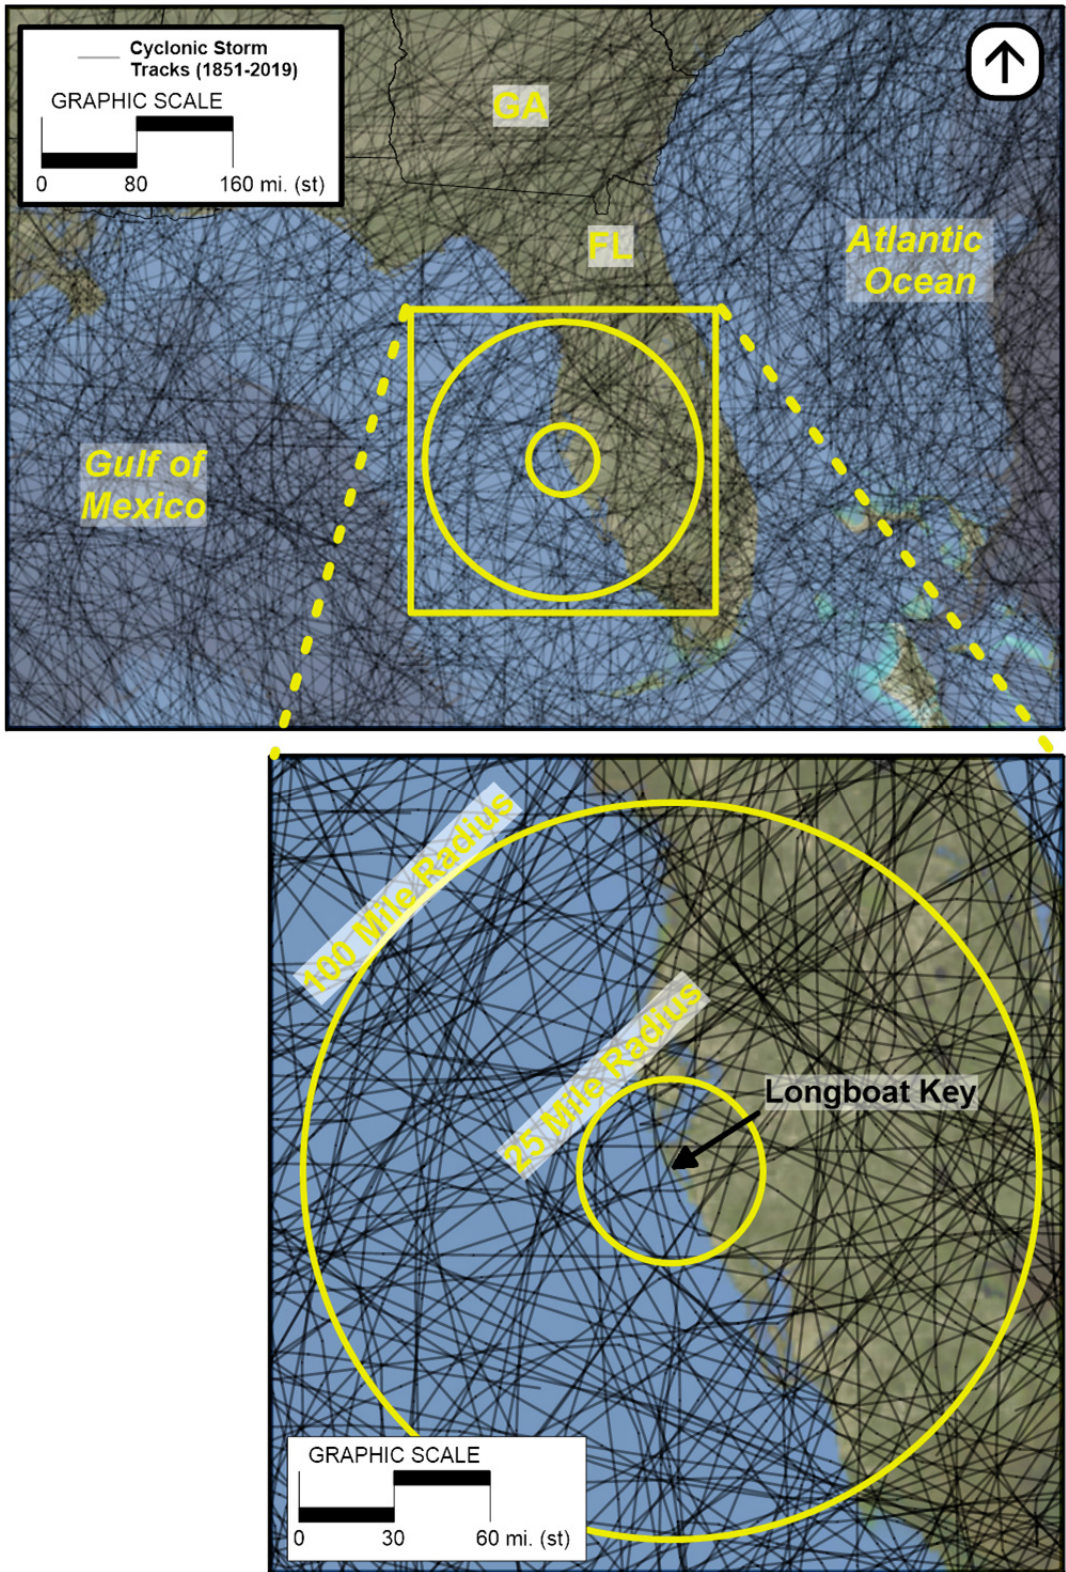 Cyclonic Storm
Tracks (1851-2019)
GRAPHIC SCALE
0 80 160 mi. (st)
GA
FL
Atlantic
Ocean
Gulf of
Mexico
100 Mile Radius
25 Mile Radius
Longboat Key
GRAPHIC SCALE
0 30 60 mi. (st)